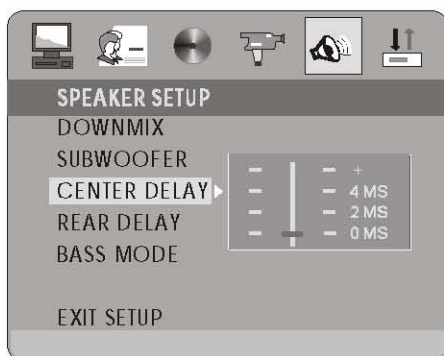 SPEAKER SETUP
DOWNMIX
SUBWOOFER
CENTER DELAY
REAR DELAY
BASS MODE
+
4 MS
2 MS
0 MS
EXIT SETUP